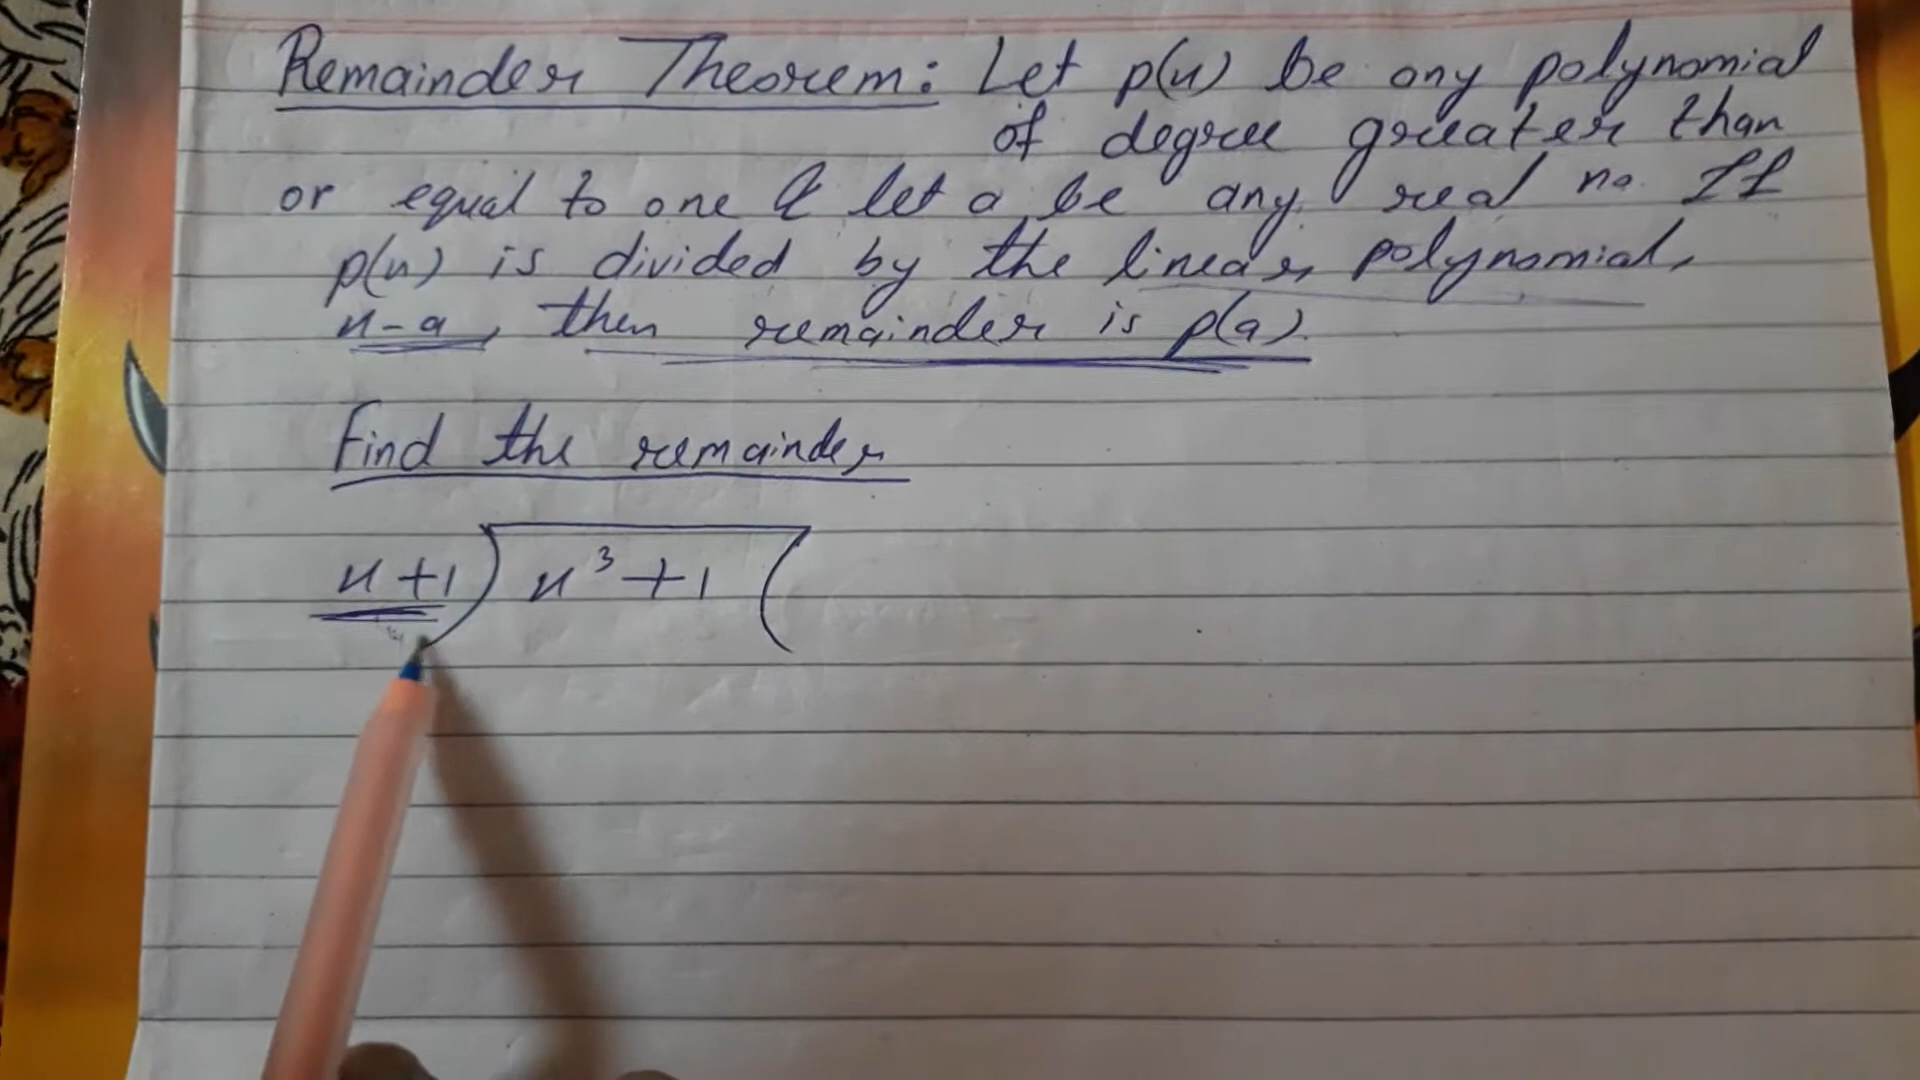 Remainder Theorem: Let p(x) be any polynomial
of degree greater than
or equal to one & let a be any real no. If
p(x) is divided by the linear polynomial,
x-a, then remainder is p(a).
Find the remainder
x+1) x³+1 (